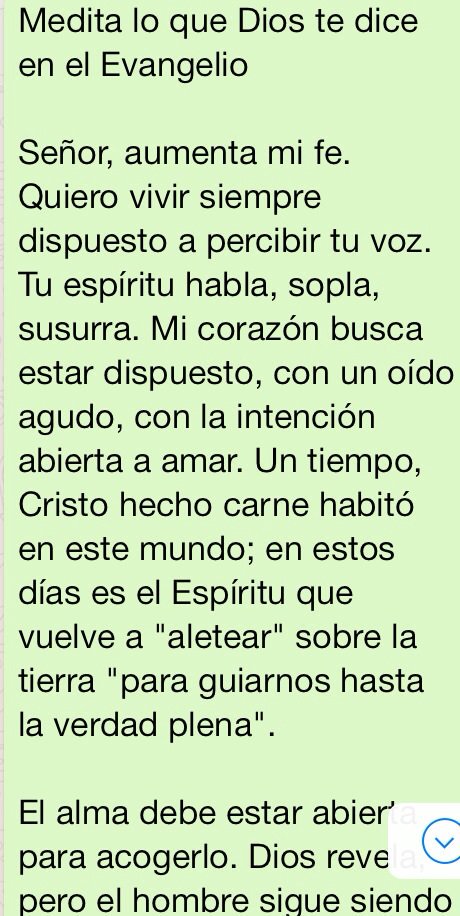 Medita lo que Dios te dice
en el Evangelio
Señor, aumenta mi fe.
Quiero vivir siempre
dispuesto a percibir tu voz.
Tu espíritu habla, sopla,
susurra. Mi corazón busca
estar dispuesto, con un oído
agudo, con la intención
abierta a amar. Un tiempo,
Cristo hecho carne habitó
en este mundo; en estos
días es el Espíritu que
vuelve a "aletear" sobre la
tierra "para guiarnos hasta
la verdad plena".
El alma debe estar abierta
para acogerlo. Dios revela,
pero el hombre sigue siendo